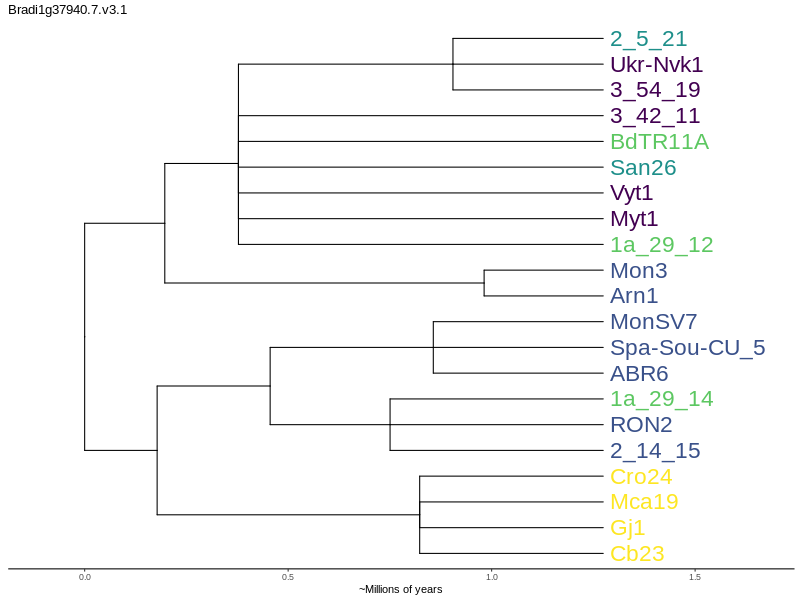 Bradi1g37940.7.v3.1
2_5_21
Ukr-Nvk1
3_54_19
3_42_11
BdTR11A
San26
Vyt1
Myt1
1a_29_12
Mon3
Arn1
MonSV7
Spa-Sou-CU_5
ABR6
1a_29_14
RON2
2_14_15
Cro24
Mca19
Gj1
Cb23
0.0 0.5 1.0 1.5
~Millions of years